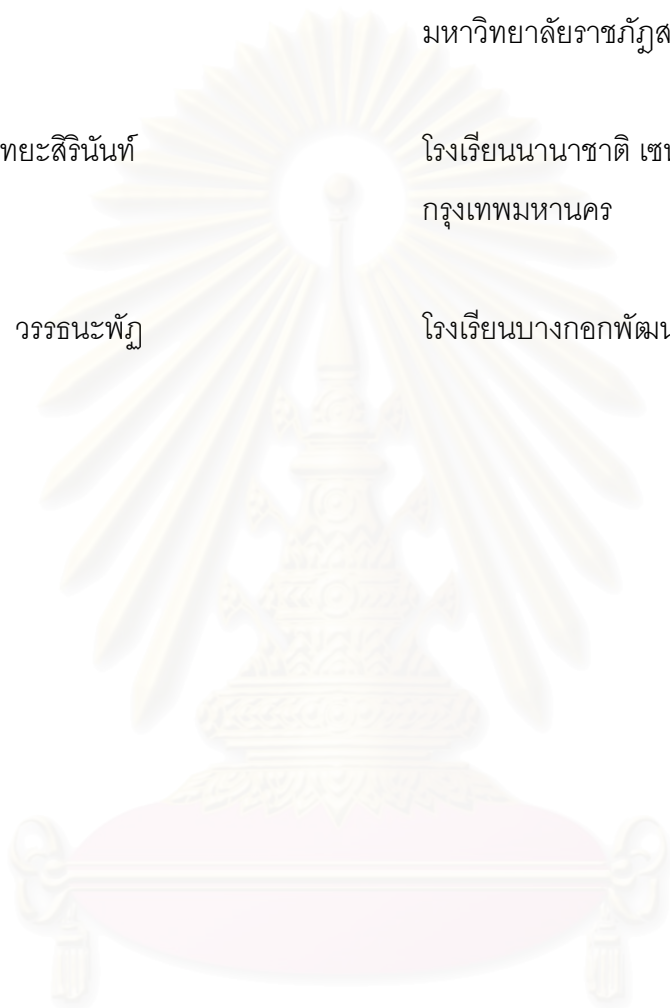 มหาวิทยาลัยราชภัฏส
ทยะสิรินันท์ โรงเรียนนานาชาติ เซน
กรุงเทพมหานคร
วรรธนะพัฏ โรงเรียนบางกอกพัฒน